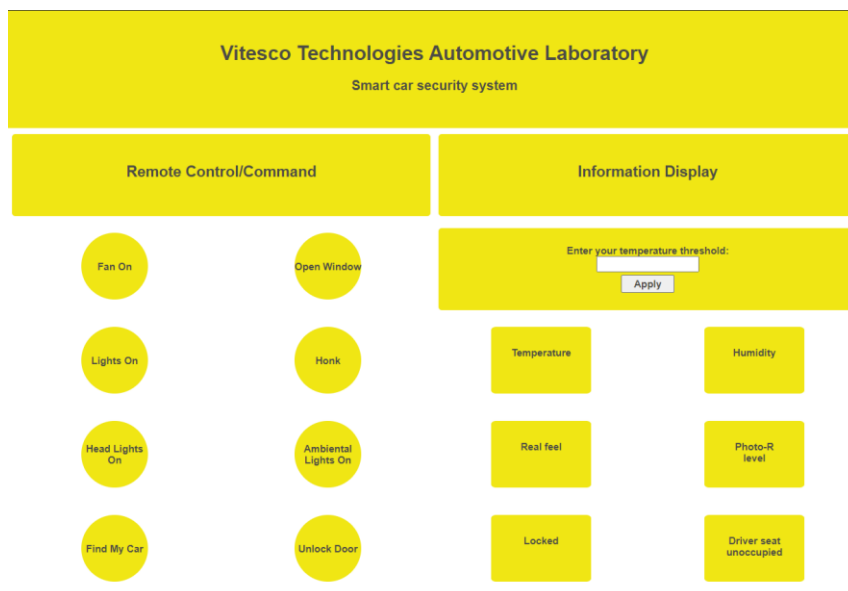 Vitesco Technologies Automotive Laboratory
Smart car security system
Remote Control/Command
Information Display
Fan On
Open Window
Enter your temperature threshold:
Apply
Lights On
Honk
Temperature
Humidity
Head Lights
On
Ambiental
Lights On
Real feel
Photo-R
level
Find My Car
Unlock Door
Locked
Driver seat
unoccupied